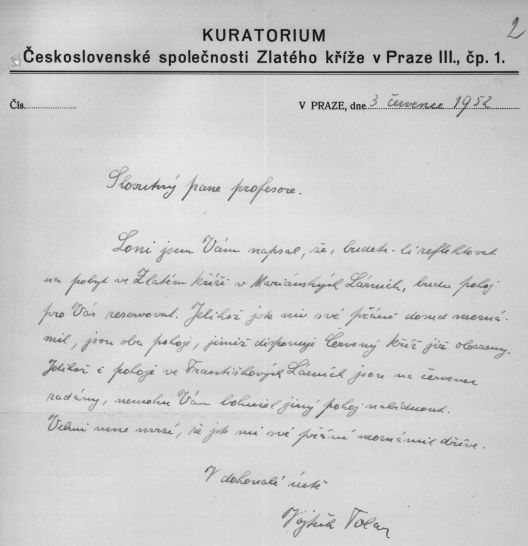 2
KURATORIUM
Československé společnosti Zlatého kříže v Praze III., čp. 1.
Čís. V PRAZE, dne 3 července 1952
Slovutný pane profesore.
Loni jsem Vám napsal, že, budete-li reflektovat
na pobyt ve Zlatém kříži v Mariánských Lázních, budu pokoj
pro Vás reservovat. Jelikož jste mi své přání dosud neozná-
mil, jsou oba pokoje, jimiž disponuje Červený kříž již obsazeny.
Jelikož i pokoje ve Františkových Lázních jsou na červenec
zadány, nemohu Vám bohužel jiný pokoj nabídnout.
Velmi mne mrzí, že jste mi své přání neoznámil dříve.
V dokonalé úctě
Vojtěch